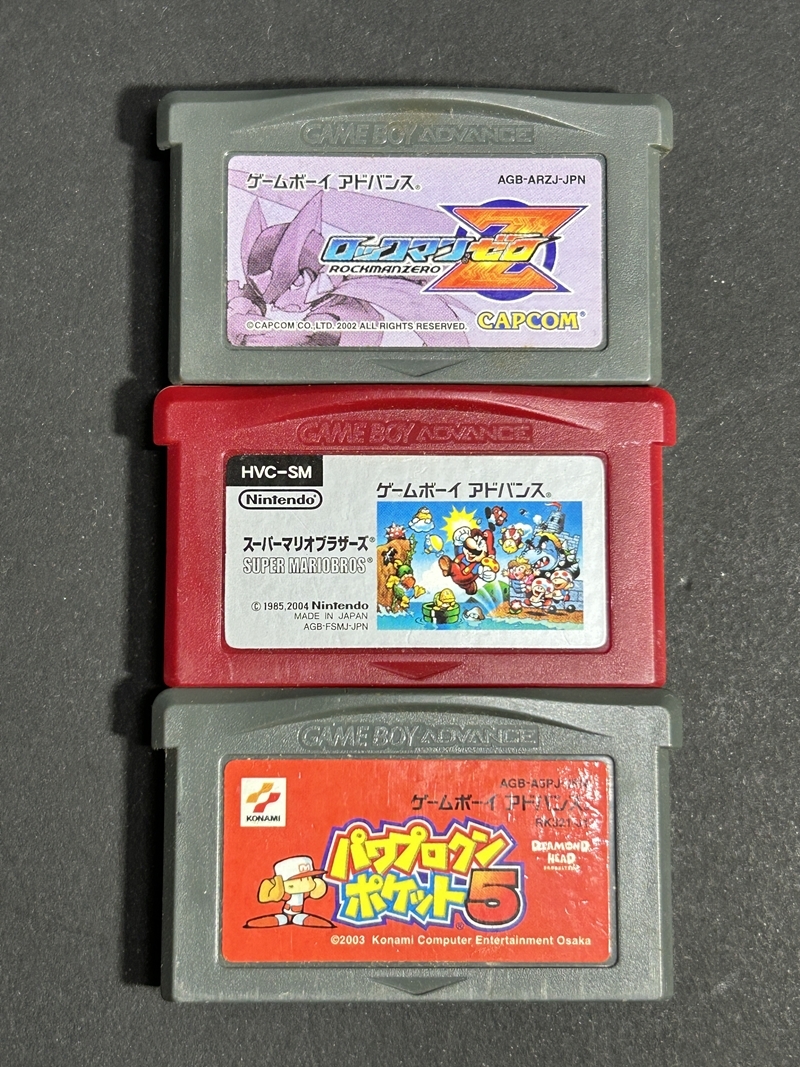 GAME BOY ADVANCE
ゲームボーイ アドバンス®
AGB-ARZJ-JPN
ロックマンゼロ
Z
ROCKMANZERO
©CAPCOM CO., LTD. 2002 ALL RIGHTS RESERVED.
CAPCOM®
GAME BOY ADVANCE
HVC-SM
Nintendo®
ゲームボーイ アドバンス®
スーパーマリオブラザーズ®
SUPER MARIOBROS®
© 1985,2004 Nintendo
MADE IN JAPAN
AGB-FSMJ-JPN
GAME BOY ADVANCE
KONAMI
ゲームボーイ アドバンス®
パワプロクン
ポケット5
DIAMOND
HEAD
©2003 Konami Computer Entertainment Osaka